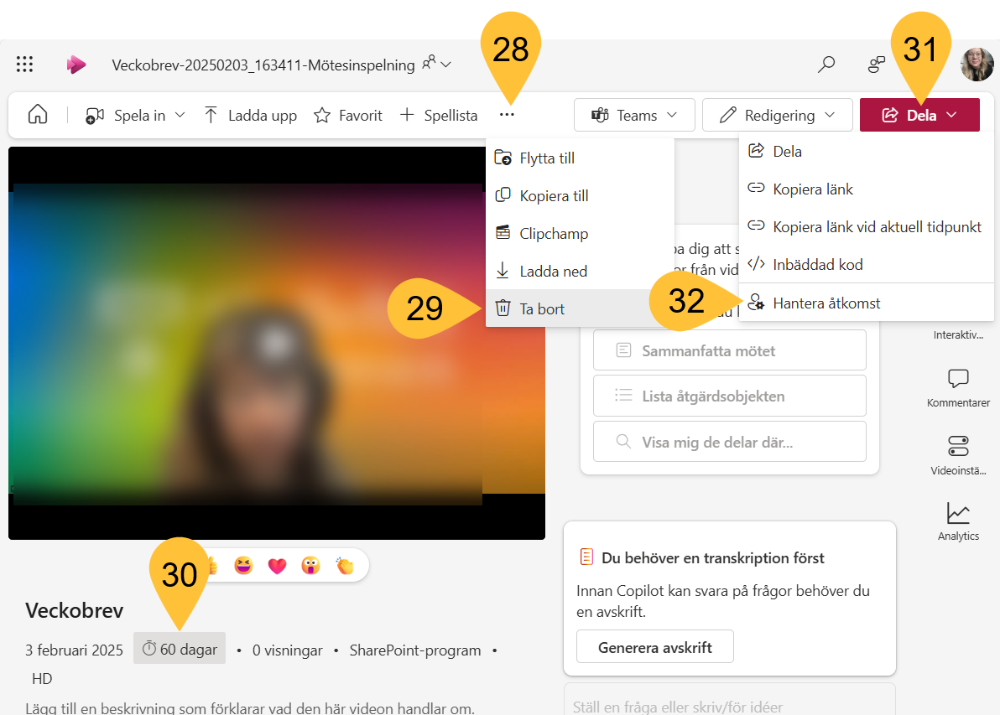 28
31
Veckobrev-20250203_163411-Mötesinspelning
Spela in
Ladda upp
Favorit
Spellista
Teams
Redigering
Dela
Flytta till
Kopiera till
Clipchamp
Ladda ned
Ta bort
29
Dela
Kopiera länk
Kopiera länk vid aktuell tidpunkt
Inbäddad kod
Hantera åtkomst
32
dig att
från vid
Sammanfatta mötet
Lista åtgärdsobjekten
Visa mig de delar där...
Interaktiv...
Kommentarer
Videoinstä...
Analytics
30
Veckobrev
3 februari 2025 60 dagar • 0 visningar • SharePoint-program •
HD
Lägg till en beskrivning som förklarar vad den här videon handlar om.
Du behöver en transkription först
Innan Copilot kan svara på frågor behöver du
en avskrift.
Generera avskrift
Ställ en fråga eller skriv/för idéer